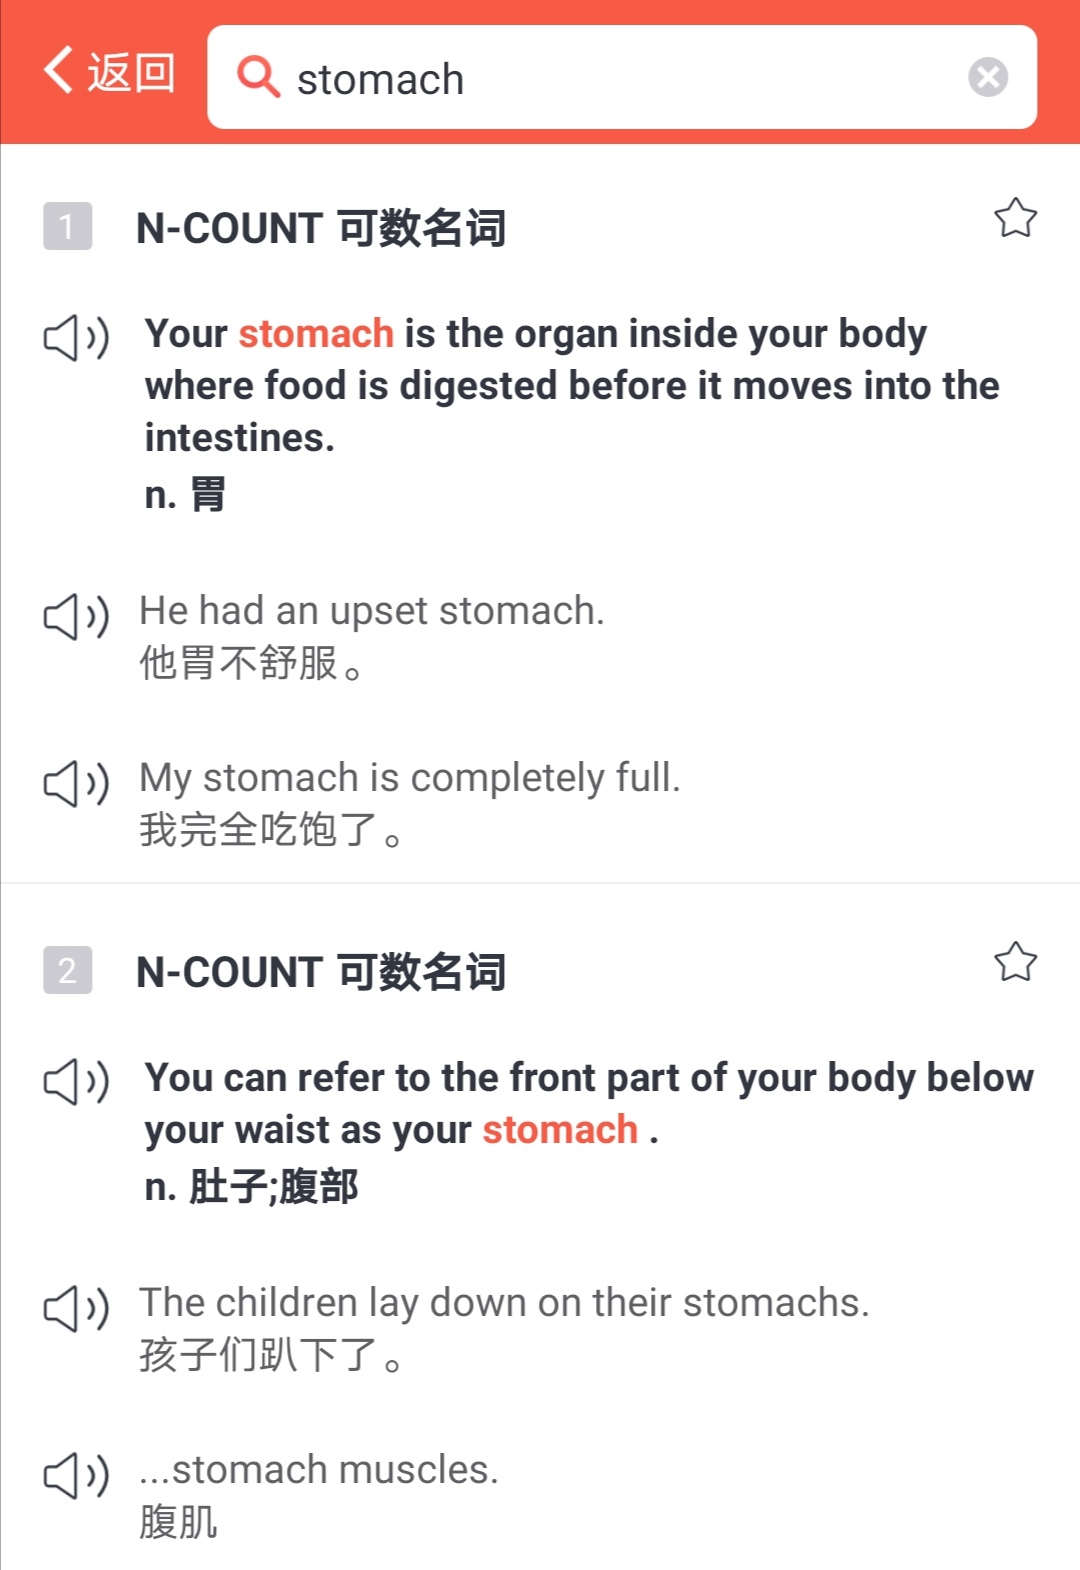 返回
stomach
1 N-COUNT 可数名词
Your stomach is the organ inside your body
where food is digested before it moves into the
intestines.
n. 胃
He had an upset stomach.
他胃不舒服。
My stomach is completely full.
我完全吃饱了。
2 N-COUNT 可数名词
You can refer to the front part of your body below
your waist as your stomach .
n. 肚子;腹部
The children lay down on their stomachs.
孩子们趴下了。
...stomach muscles.
腹肌